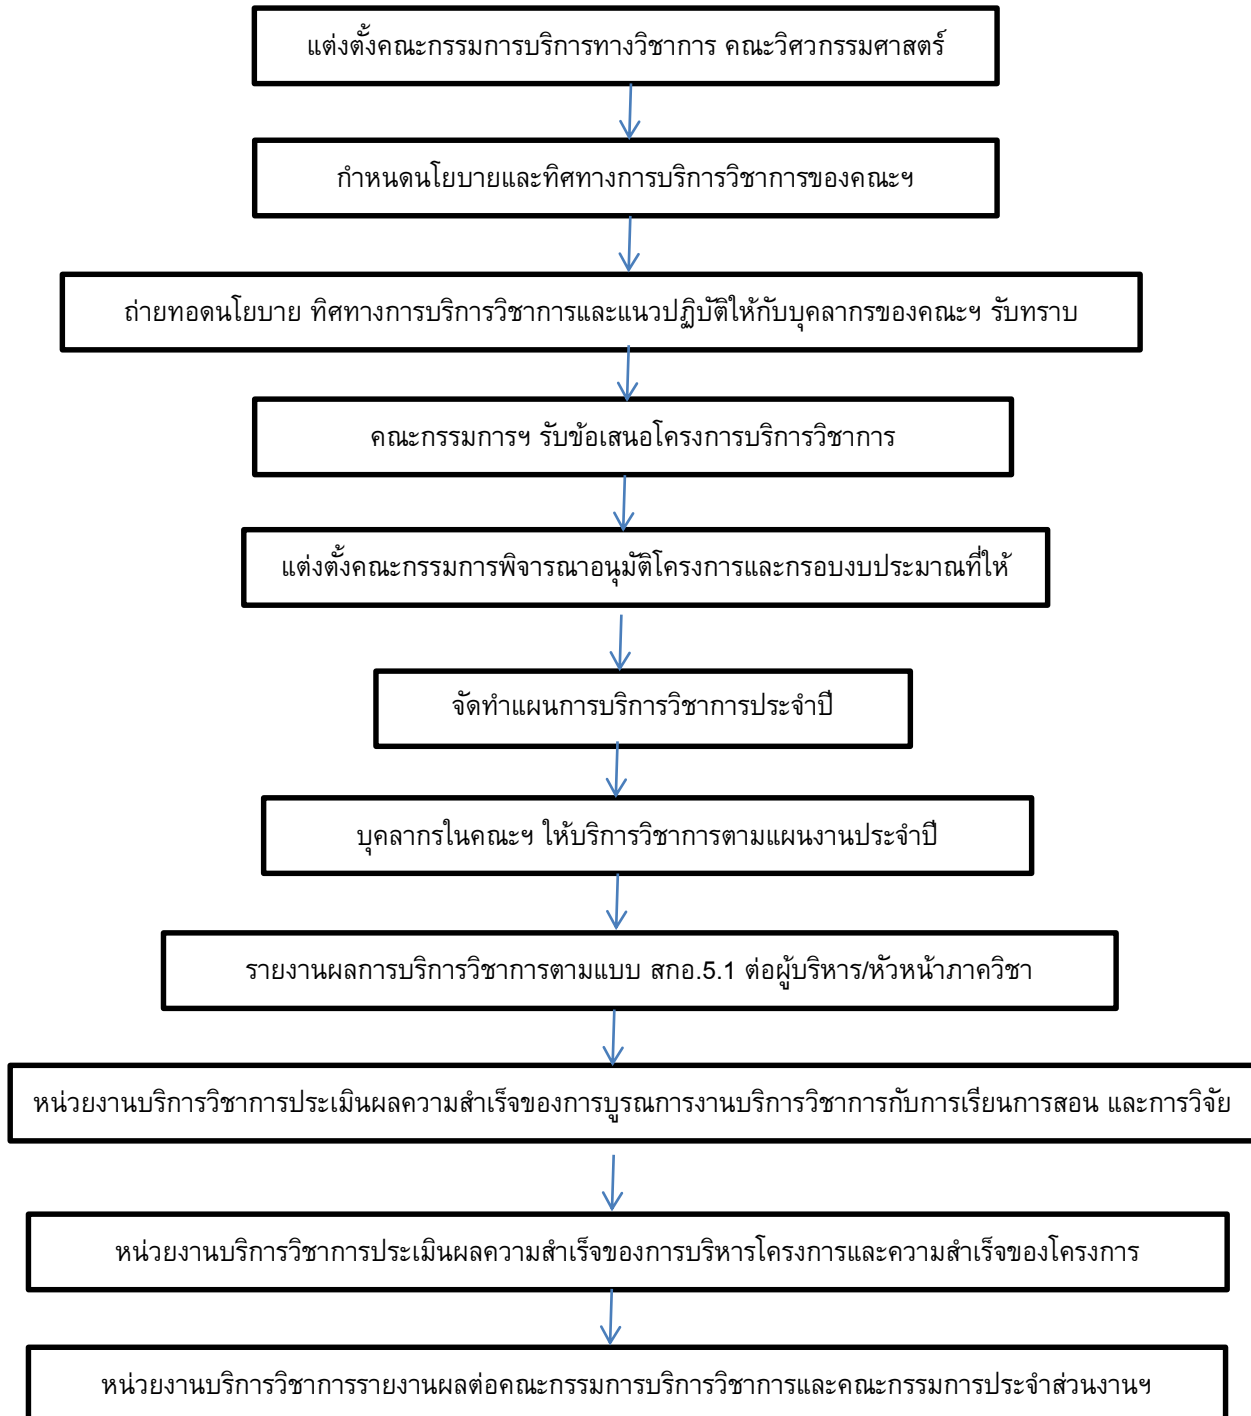 แต่งตั้งคณะกรรมการบริการทางวิชาการ คณะวิศวกรรมศาสตร์
กำหนดนโยบายและทิศทางการบริการวิชาการของคณะฯ
ถ่ายทอดนโยบาย ทิศทางการบริการวิชาการและแนวปฏิบัติให้กับบุคลากรของคณะฯ รับทราบ
คณะกรรมการฯ รับข้อเสนอโครงการบริการวิชาการ
แต่งตั้งคณะกรรมการพิจารณาอนุมัติโครงการและกรอบงบประมาณที่ให้
จัดทำแผนการบริการวิชาการประจำปี
บุคลากรในคณะฯ ให้บริการวิชาการตามแผนงานประจำปี
รายงานผลการบริการวิชาการตามแบบ สกอ.5.1 ต่อผู้บริหาร/หัวหน้าภาควิชา
หน่วยงานบริการวิชาการประเมินผลความสำเร็จของการบูรณการงานบริการวิชาการกับการเรียนการสอน และการวิจัย
หน่วยงานบริการวิชาการประเมินผลความสำเร็จของการบริหารโครงการและความสำเร็จของโครงการ
หน่วยงานบริการวิชาการรายงานผลต่อคณะกรรมการบริการวิชาการและคณะกรรมการประจำส่วนงานฯ